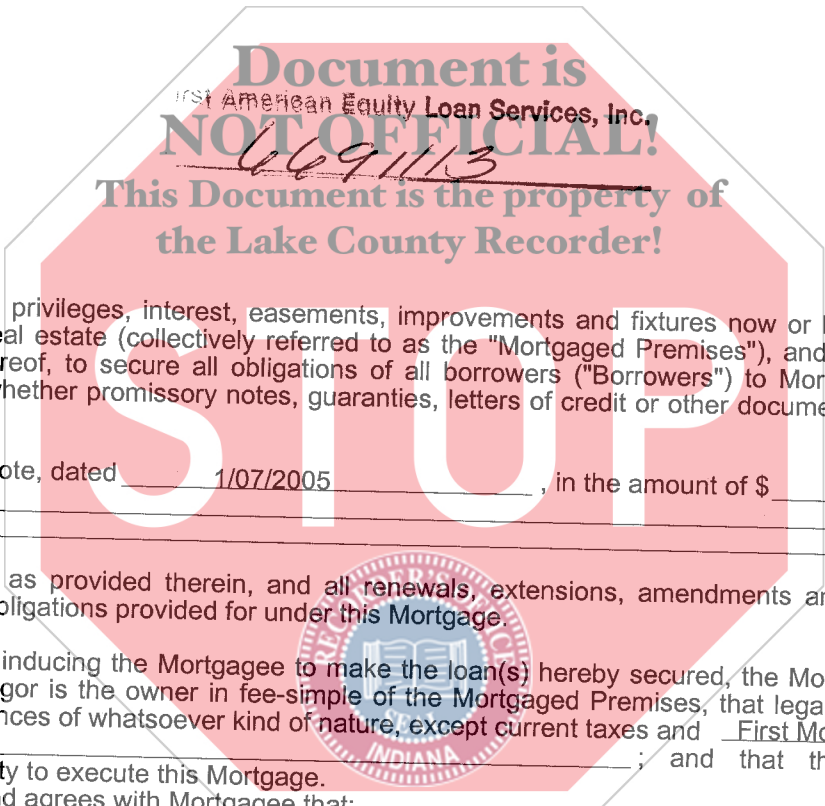 Document is
First American Equity Loan Services, Inc.
NOT OFFICIAL!
6691113
This Document is the property of
the Lake County Recorder!
STOP
privileges, interest, easements, improvements and fixtures now or
eal estate (collectively referred to as the "Mortgaged Premises"), and
reof, to secure all obligations of all borrowers ("Borrowers") to Mor
whether promissory notes, guaranties, letters of credit or other docume
ote, dated 1/07/2005 , in the amount of $
as provided therein, and all renewals, extensions, amendments a
bligations provided for under this Mortgage.
inducing the Mortgagee to make the loan(s) hereby secured, the Mo
gor is the owner in fee-simple of the Mortgaged Premises, that lega
nces of whatsoever kind of nature, except current taxes and First Mo
; and that th
ty to execute this Mortgage.
nd agrees with Mortgagee that:
RECORDER'S OFFICE
SEAL
INDIANA